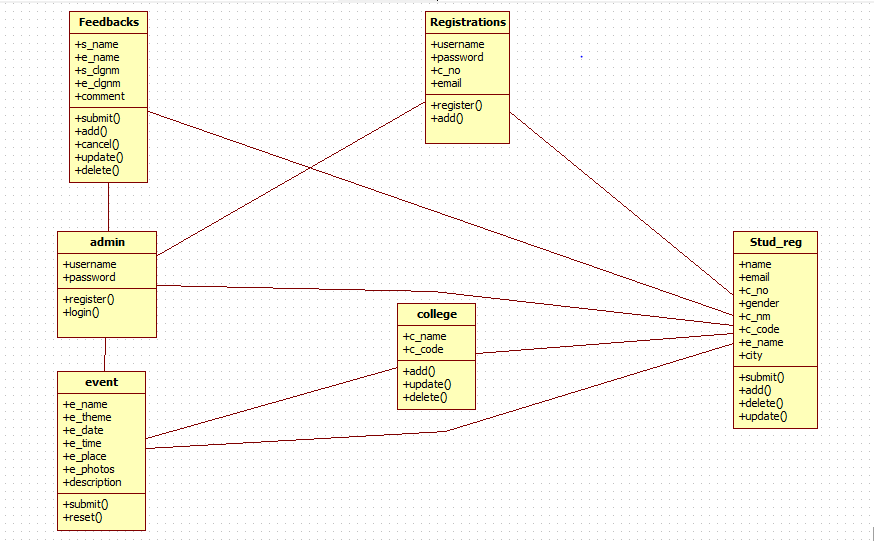 Feedbacks
+s_name
+e_name
+s_clgnm
+e_clgnm
+comment
+submit()
+add()
+cancel()
+update()
+delete()
Registrations
+username
+password
+c_no
+email
+register()
+add()
admin
+username
+password
+register()
+login()
Stud_reg
+name
+email
+c_no
+gender
+c_nm
+c_code
+e_name
+city
+submit()
+add()
+delete()
+update()
college
+c_name
+c_code
+add()
+update()
+delete()
event
+e_name
+e_theme
+e_date
+e_time
+e_place
+e_photos
+description
+submit()
+reset()